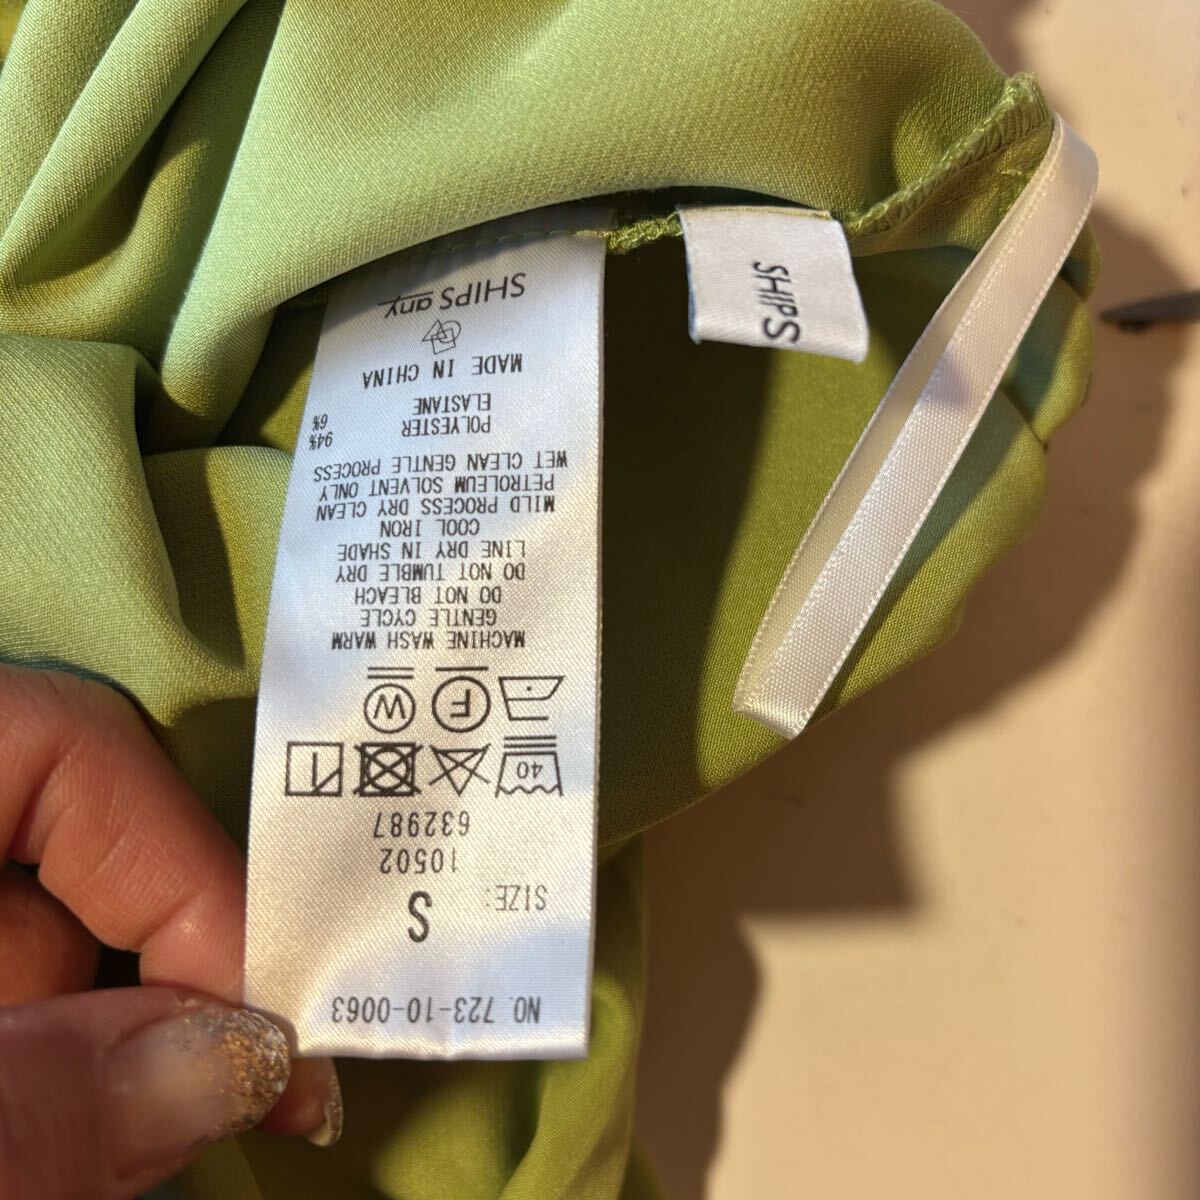 NO. 723-10-0063
SIZE: S
10502
632987
40
F W
MACHINE WASH WARM
GENTLE CYCLE
DO NOT BLEACH
DO NOT TUMBLE DRY
LINE DRY IN SHADE
COOL IRON
MILD PROCESS DRY CLEAN
PETROLEUM SOLVENT ONLY
WET CLEAN GENTLE PROCESS
POLYESTER 94%
ELASTANE 6%
MADE IN CHINA
SHIPS any
SHIPS